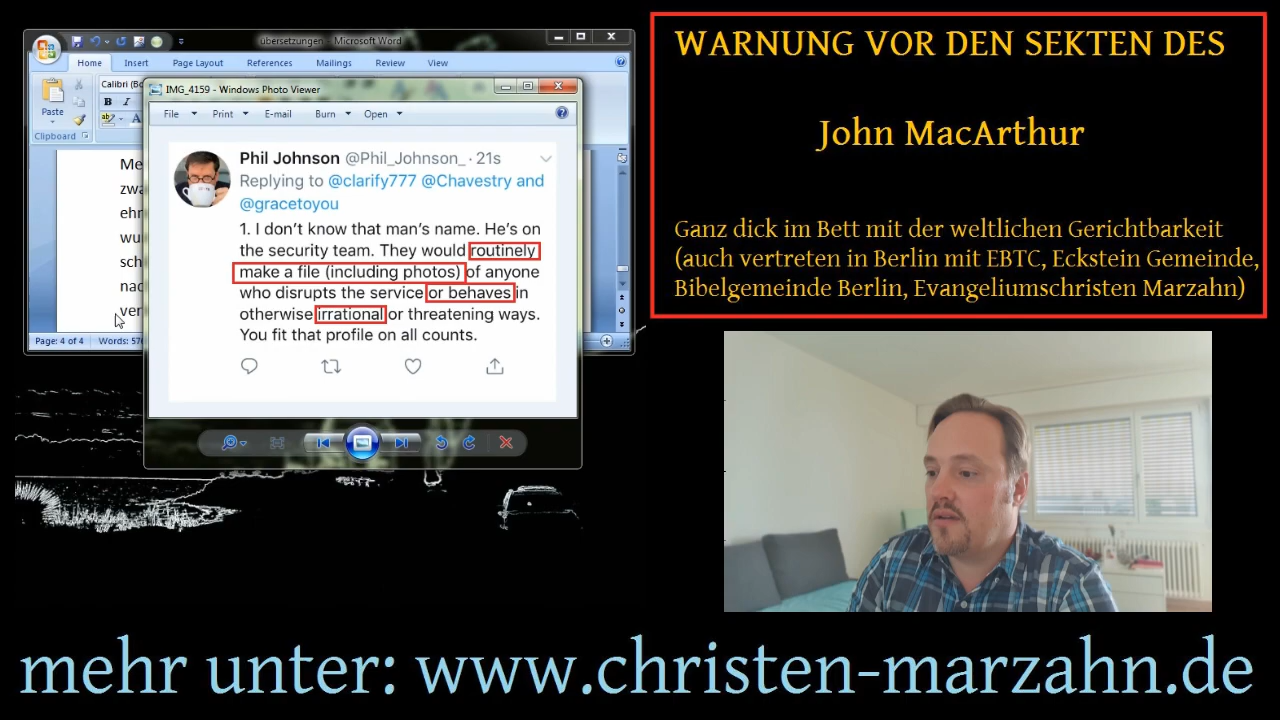 übersetzungen - Microsoft Word
Home Insert Page Layout References Mailings Review View
Paste
Clipboard
Calibri (Bo
B I
Page: 4 of 4 Words: 576
IMG_4159 - Windows Photo Viewer
File Print E-mail Burn Open
Phil Johnson @Phil_Johnson_ · 21s
Replying to @clarify777 @Chavestry and
@gracetoyou
1. I don't know that man's name. He's on
the security team. They would routinely
make a file (including photos) of anyone
who disrupts the service or behaves in
otherwise irrational or threatening ways.
You fit that profile on all counts.
WARNUNG VOR DEN SEKTEN DES
John MacArthur
Ganz dick im Bett mit der weltlichen Gerichtbarkeit
(auch vertreten in Berlin mit EBTC, Eckstein Gemeinde,
Bibelgemeinde Berlin, Evangeliumschristen Marzahn)
mehr unter: www.christen-marzahn.de